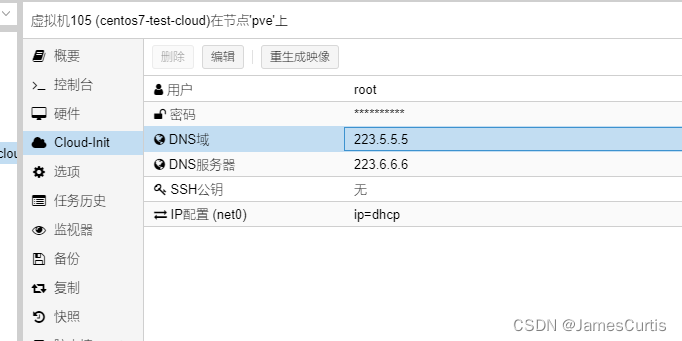 虚拟机105 (centos7-test-cloud)在节点'pve'上
概要
控制台
硬件
Cloud-Init
选项
任务历史
监视器
备份
复制
快照
删除
编辑
重生成映像
用户 root
密码 **********
DNS域 223.5.5.5
DNS服务器 223.6.6.6
SSH公钥 无
IP配置 (net0) ip=dhcp
clou
CSDN @JamesCurtis